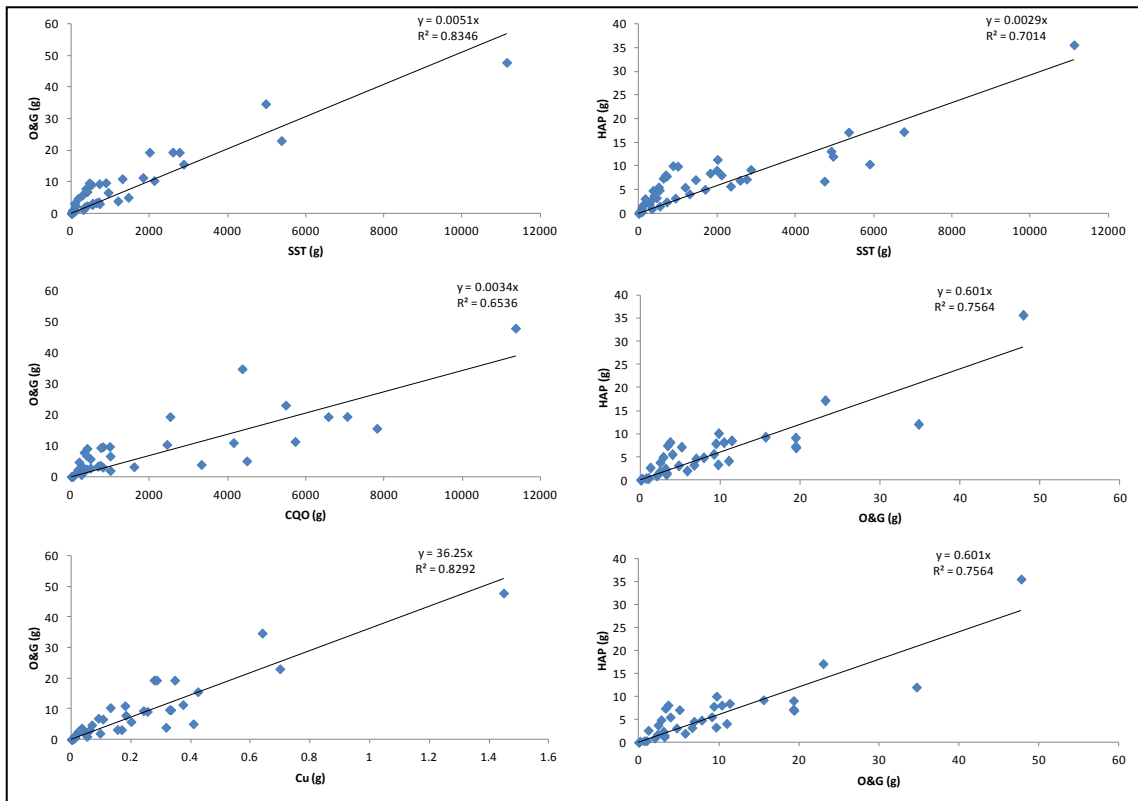 y = 0.0051x
R² = 0.8346
60
50
40
30
20
10
0
O&G (g)
0 2000 4000 6000 8000 10000 12000
SST (g)
y = 0.0029x
R² = 0.7014
40
35
30
25
20
15
10
5
0
HAP (g)
0 2000 4000 6000 8000 10000 12000
SST (g)
y = 0.0034x
R² = 0.6536
60
50
40
30
20
10
0
O&G (g)
0 2000 4000 6000 8000 10000 12000
CQO (g)
y = 0.601x
R² = 0.7564
40
35
30
25
20
15
10
5
0
HAP (g)
0 10 20 30 40 50 60
O&G (g)
y = 36.25x
R² = 0.8292
60
50
40
30
20
10
0
O&G (g)
0 0.2 0.4 0.6 0.8 1 1.2 1.4 1.6
Cu (g)
y = 0.601x
R² = 0.7564
40
35
30
25
20
15
10
5
0
HAP (g)
0 10 20 30 40 50 60
O&G (g)